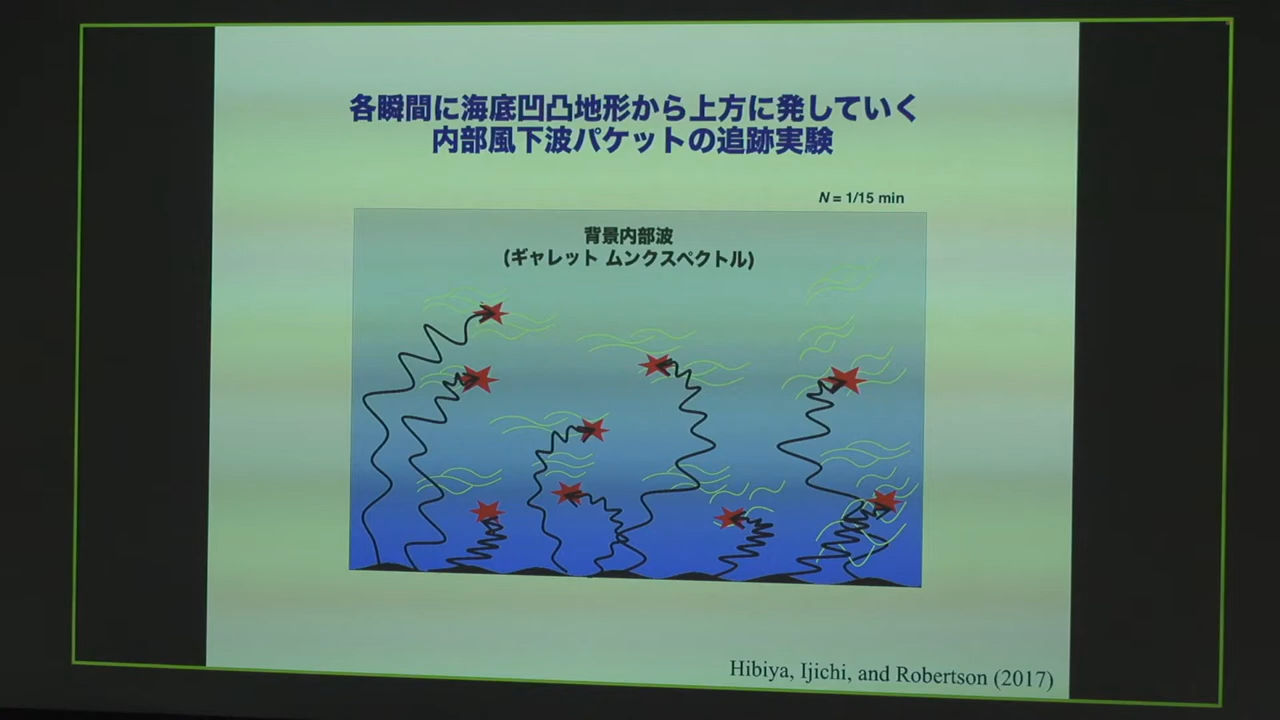 各瞬間に海底凹凸地形から上方に発していく
内部風下波パケットの追跡実験
N = 1/15 min
背景内部波
(ギャレット ムンクスペクトル)
Hibiya, Ijichi, and Robertson (2017)